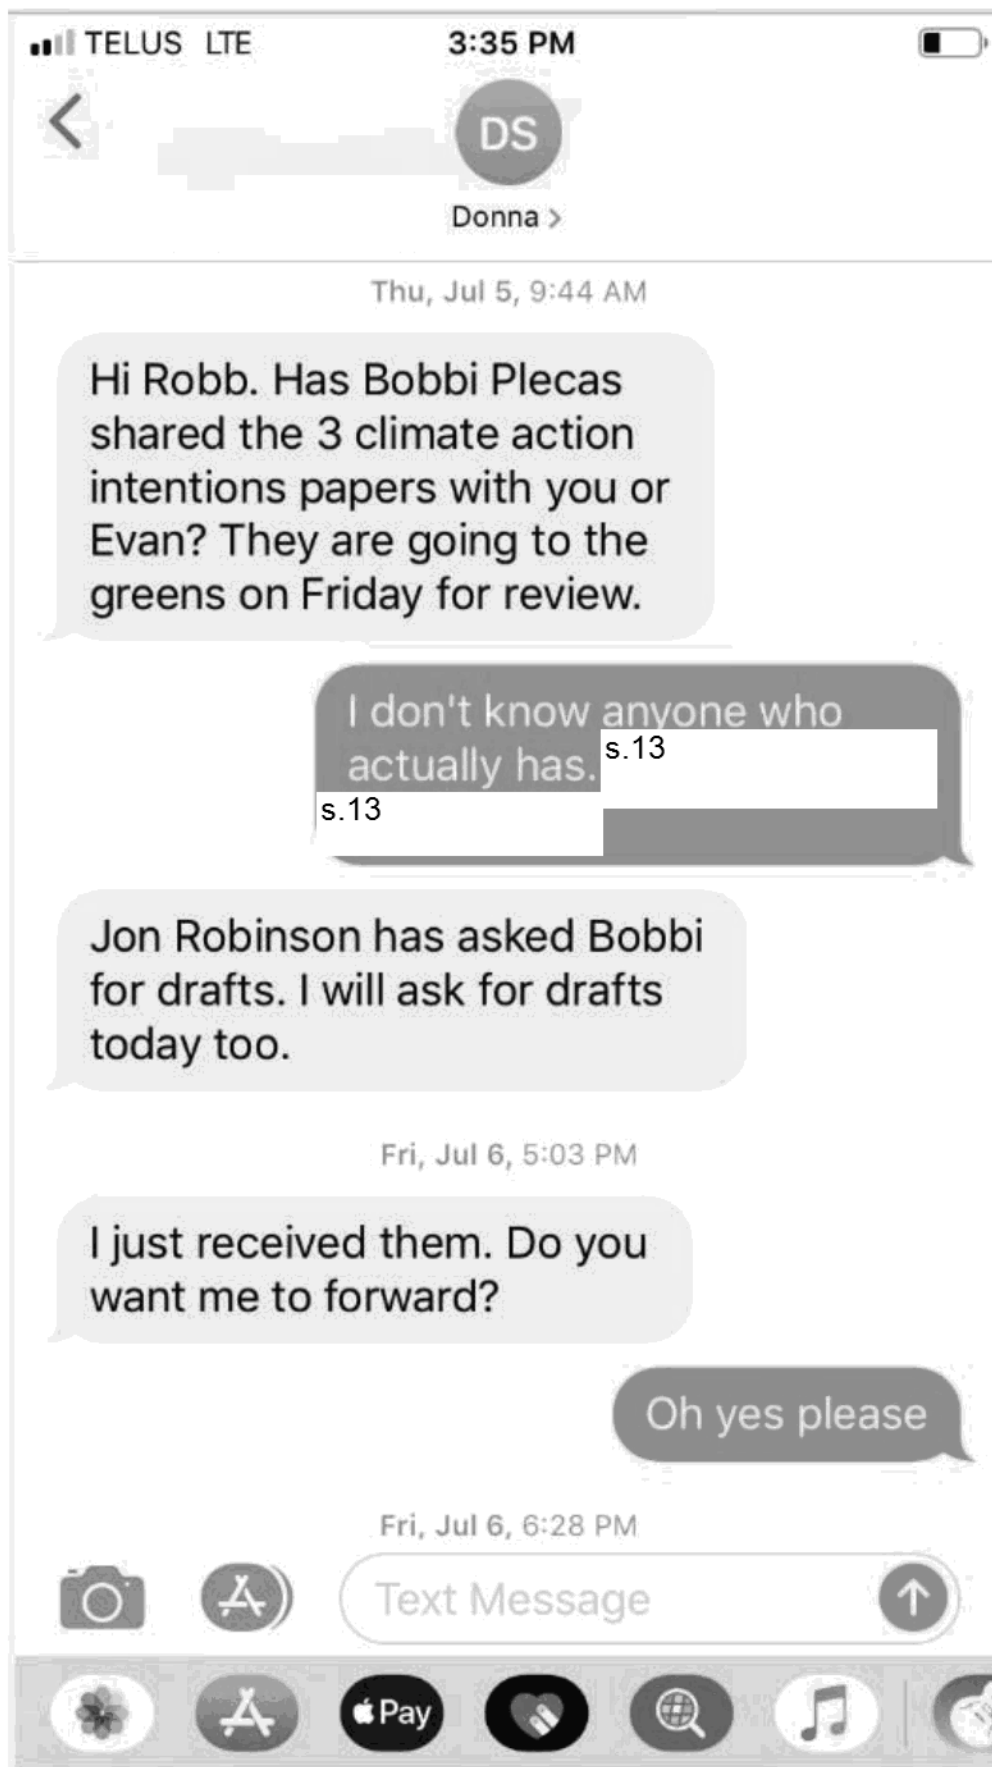 TELUS LTE
3:35 PM
DS
Donna >
Thu, Jul 5, 9:44 AM
Hi Robb. Has Bobbi Plecas
shared the 3 climate action
intentions papers with you or
Evan? They are going to the
greens on Friday for review.
I don't know anyone who
actually has. s.13
s.13
Jon Robinson has asked Bobbi
for drafts. I will ask for drafts
today too.
Fri, Jul 6, 5:03 PM
I just received them. Do you
want me to forward?
Oh yes please
Fri, Jul 6, 6:28 PM
Text Message
Pay